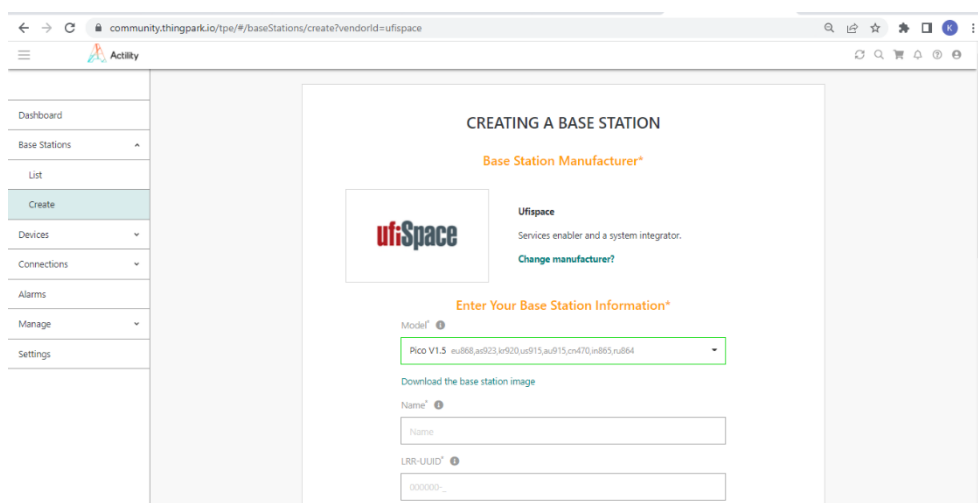 community.thingpark.io/tpe/#/baseStations/create?vendorId=ufispace
K
Actility
Dashboard
Base Stations
List
Create
Devices
Connections
Alarms
Manage
Settings
CREATING A BASE STATION
Base Station Manufacturer*
ufiSpace
Ufispace
Services enabler and a system integrator.
Change manufacturer?
Enter Your Base Station Information*
Model*
Pico V1.5 eu868,as923,kr920,us915,au915,cn470,in865,ru864
Download the base station image
Name*
Name
LRR-UUID*
000000-_